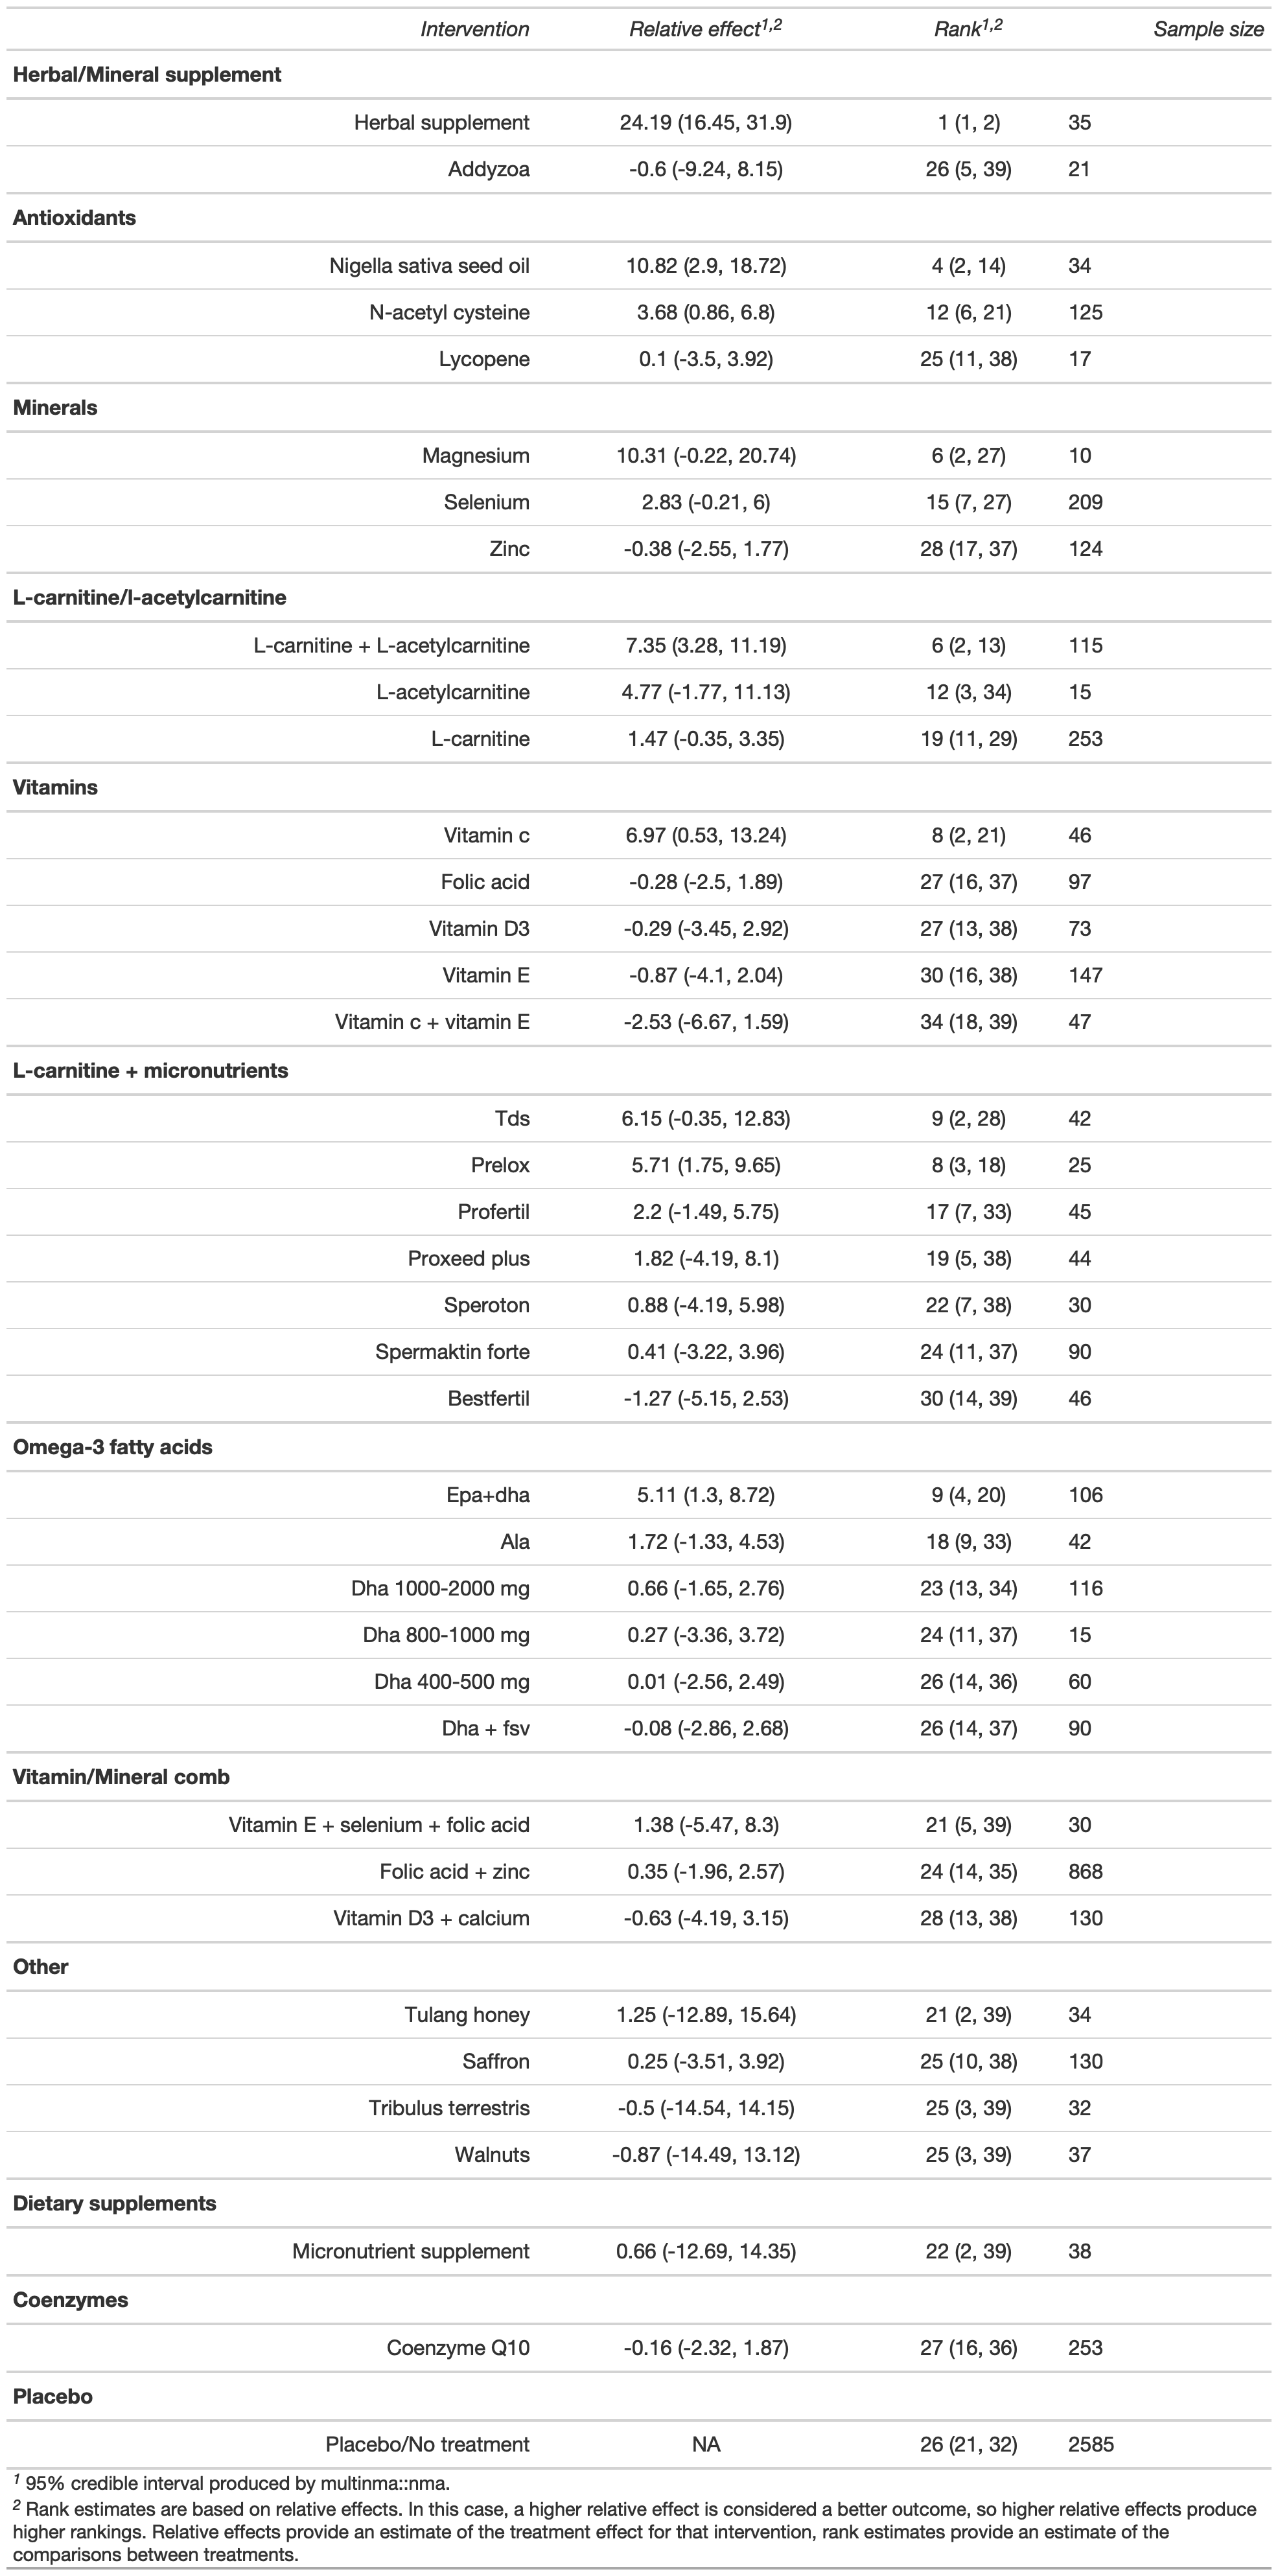 Intervention Relative effect1,2 Rank1,2 Sample size
Herbal/Mineral supplement
Herbal supplement 24.19 (16.45, 31.9) 1 (1, 2) 35
Addyzoa -0.6 (-9.24, 8.15) 26 (5, 39) 21
Antioxidants
Nigella sativa seed oil 10.82 (2.9, 18.72) 4 (2, 14) 34
N-acetyl cysteine 3.68 (0.86, 6.8) 12 (6, 21) 125
Lycopene 0.1 (-3.5, 3.92) 25 (11, 38) 17
Minerals
Magnesium 10.31 (-0.22, 20.74) 6 (2, 27) 10
Selenium 2.83 (-0.21, 6) 15 (7, 27) 209
Zinc -0.38 (-2.55, 1.77) 28 (17, 37) 124
L-carnitine/l-acetylcarnitine
L-carnitine + L-acetylcarnitine 7.35 (3.28, 11.19) 6 (2, 13) 115
L-acetylcarnitine 4.77 (-1.77, 11.13) 12 (3, 34) 15
L-carnitine 1.47 (-0.35, 3.35) 19 (11, 29) 253
Vitamins
Vitamin c 6.97 (0.53, 13.24) 8 (2, 21) 46
Folic acid -0.28 (-2.5, 1.89) 27 (16, 37) 97
Vitamin D3 -0.29 (-3.45, 2.92) 27 (13, 38) 73
Vitamin E -0.87 (-4.1, 2.04) 30 (16, 38) 147
Vitamin c + vitamin E -2.53 (-6.67, 1.59) 34 (18, 39) 47
L-carnitine + micronutrients
Tds 6.15 (-0.35, 12.83) 9 (2, 28) 42
Prelox 5.71 (1.75, 9.65) 8 (3, 18) 25
Profertil 2.2 (-1.49, 5.75) 17 (7, 33) 45
Proxeed plus 1.82 (-4.19, 8.1) 19 (5, 38) 44
Speroton 0.88 (-4.19, 5.98) 22 (7, 38) 30
Spermaktin forte 0.41 (-3.22, 3.96) 24 (11, 37) 90
Bestfertil -1.27 (-5.15, 2.53) 30 (14, 39) 46
Omega-3 fatty acids
Epa+dha 5.11 (1.3, 8.72) 9 (4, 20) 106
Ala 1.72 (-1.33, 4.53) 18 (9, 33) 42
Dha 1000-2000 mg 0.66 (-1.65, 2.76) 23 (13, 34) 116
Dha 800-1000 mg 0.27 (-3.36, 3.72) 24 (11, 37) 15
Dha 400-500 mg 0.01 (-2.56, 2.49) 26 (14, 36) 60
Dha + fsv -0.08 (-2.86, 2.68) 26 (14, 37) 90
Vitamin/Mineral comb
Vitamin E + selenium + folic acid 1.38 (-5.47, 8.3) 21 (5, 39) 30
Folic acid + zinc 0.35 (-1.96, 2.57) 24 (14, 35) 868
Vitamin D3 + calcium -0.63 (-4.19, 3.15) 28 (13, 38) 130
Other
Tulang honey 1.25 (-12.89, 15.64) 21 (2, 39) 34
Saffron 0.25 (-3.51, 3.92) 25 (10, 38) 130
Tribulus terrestris -0.5 (-14.54, 14.15) 25 (3, 39) 32
Walnuts -0.87 (-14.49, 13.12) 25 (3, 39) 37
Dietary supplements
Micronutrient supplement 0.66 (-12.69, 14.35) 22 (2, 39) 38
Coenzymes
Coenzyme Q10 -0.16 (-2.32, 1.87) 27 (16, 36) 253
Placebo
Placebo/No treatment NA 26 (21, 32) 2585
1 95% credible interval produced by multinma::nma.
2 Rank estimates are based on relative effects. In this case, a higher relative effect is considered a better outcome, so higher relative effects produce
higher rankings. Relative effects provide an estimate of the treatment effect for that intervention, rank estimates provide an estimate of the
comparisons between treatments.